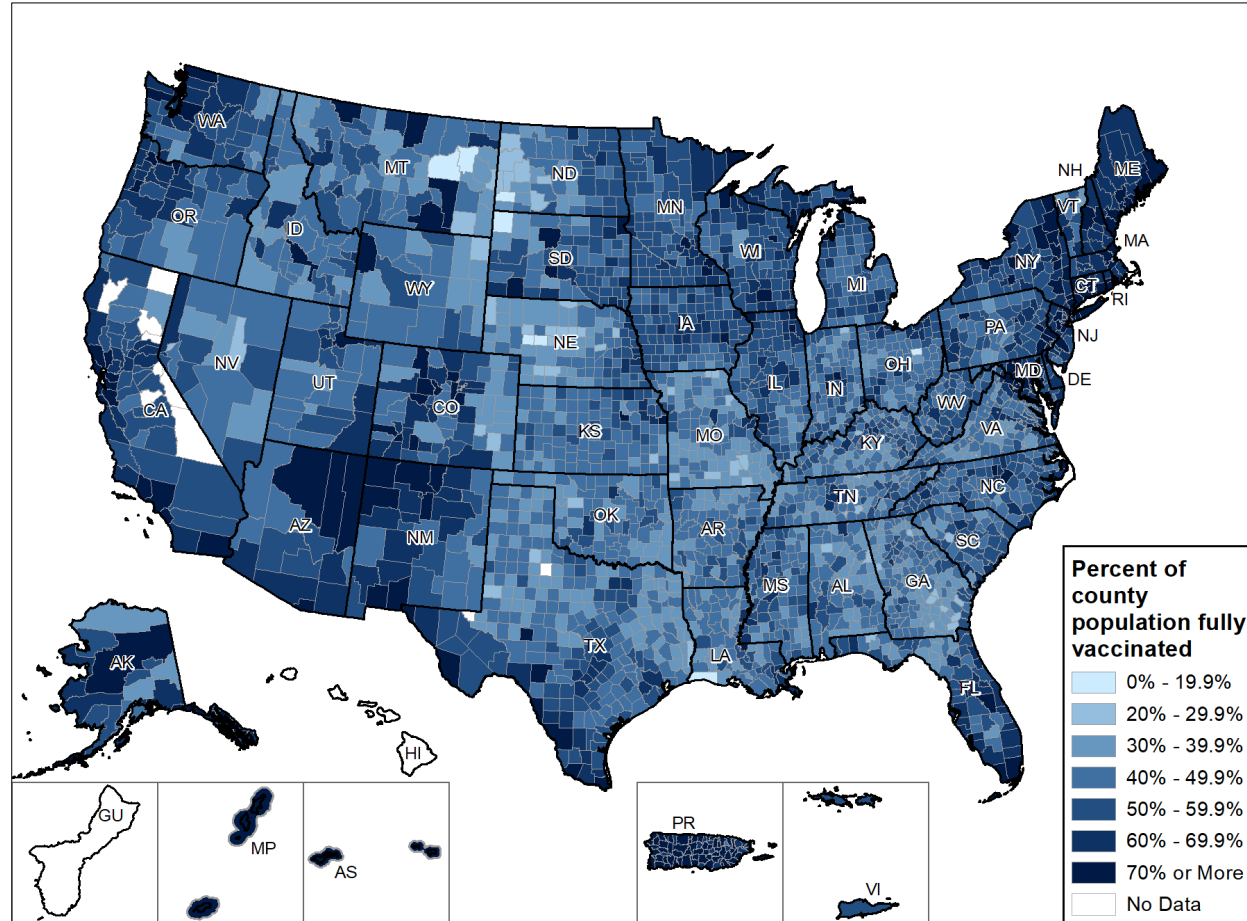 WA
MT
ND
MN
OR
ID
SD
WI
MI
WY
NE
IA
NV
UT
CO
KS
MO
IL
IN
OH
PA
NY
NH
VT
ME
MA
CT
RI
NJ
DE
MD
WV
VA
KY
CA
AZ
NM
OK
AR
TN
NC
SC
MS
AL
GA
TX
LA
FL
AK
HI
GU
MP
AS
PR
VI
Percent of
county
population fully
vaccinated
0% - 19.9%
20% - 29.9%
30% - 39.9%
40% - 49.9%
50% - 59.9%
60% - 69.9%
70% or More
No Data